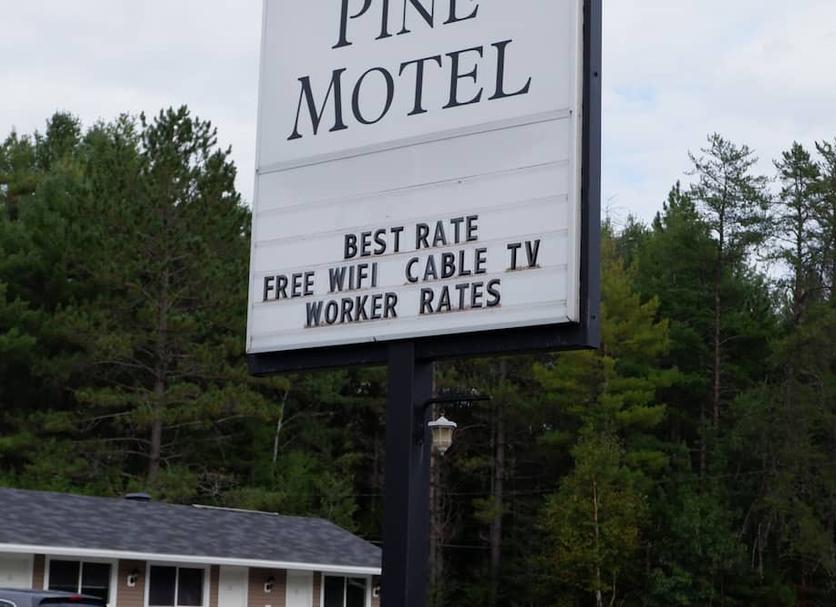 PINE
MOTEL
BEST RATE
FREE WIFI CABLE TV
WORKER RATES